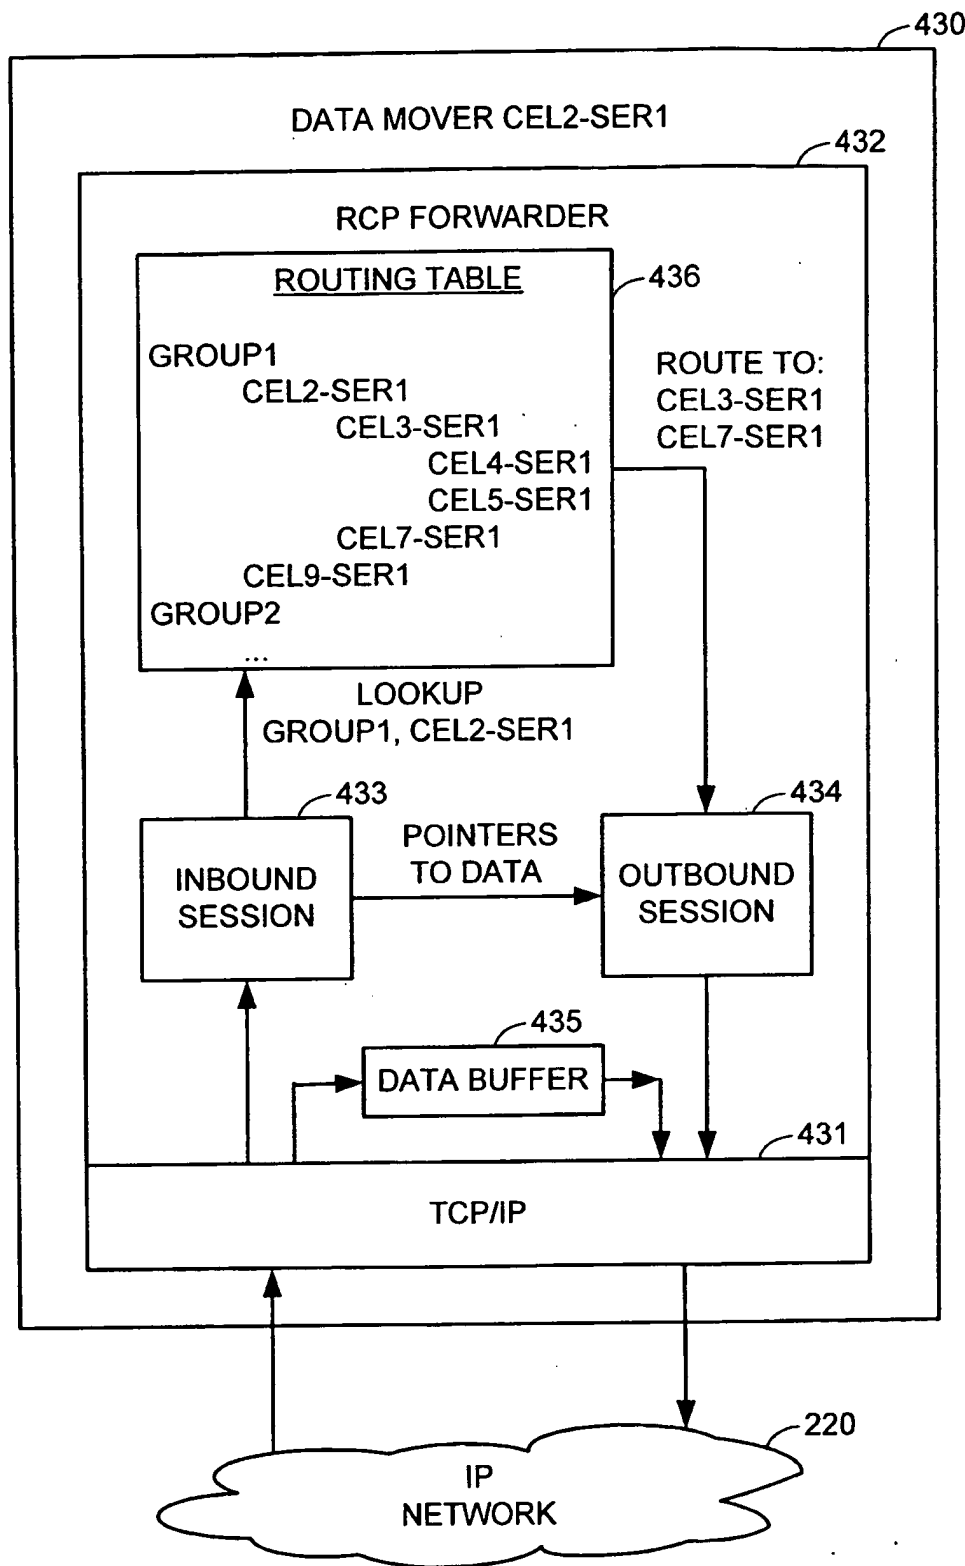 430
DATA MOVER CEL2-SER1
432
RCP FORWARDER
ROUTING TABLE
436
GROUP1
CEL2-SER1
CEL3-SER1
CEL4-SER1
CEL5-SER1
CEL7-SER1
CEL9-SER1
GROUP2
...
ROUTE TO:
CEL3-SER1
CEL7-SER1
LOOKUP
GROUP1, CEL2-SER1
433
INBOUND
SESSION
POINTERS
TO DATA
434
OUTBOUND
SESSION
435
DATA BUFFER
431
TCP/IP
220
IP
NETWORK